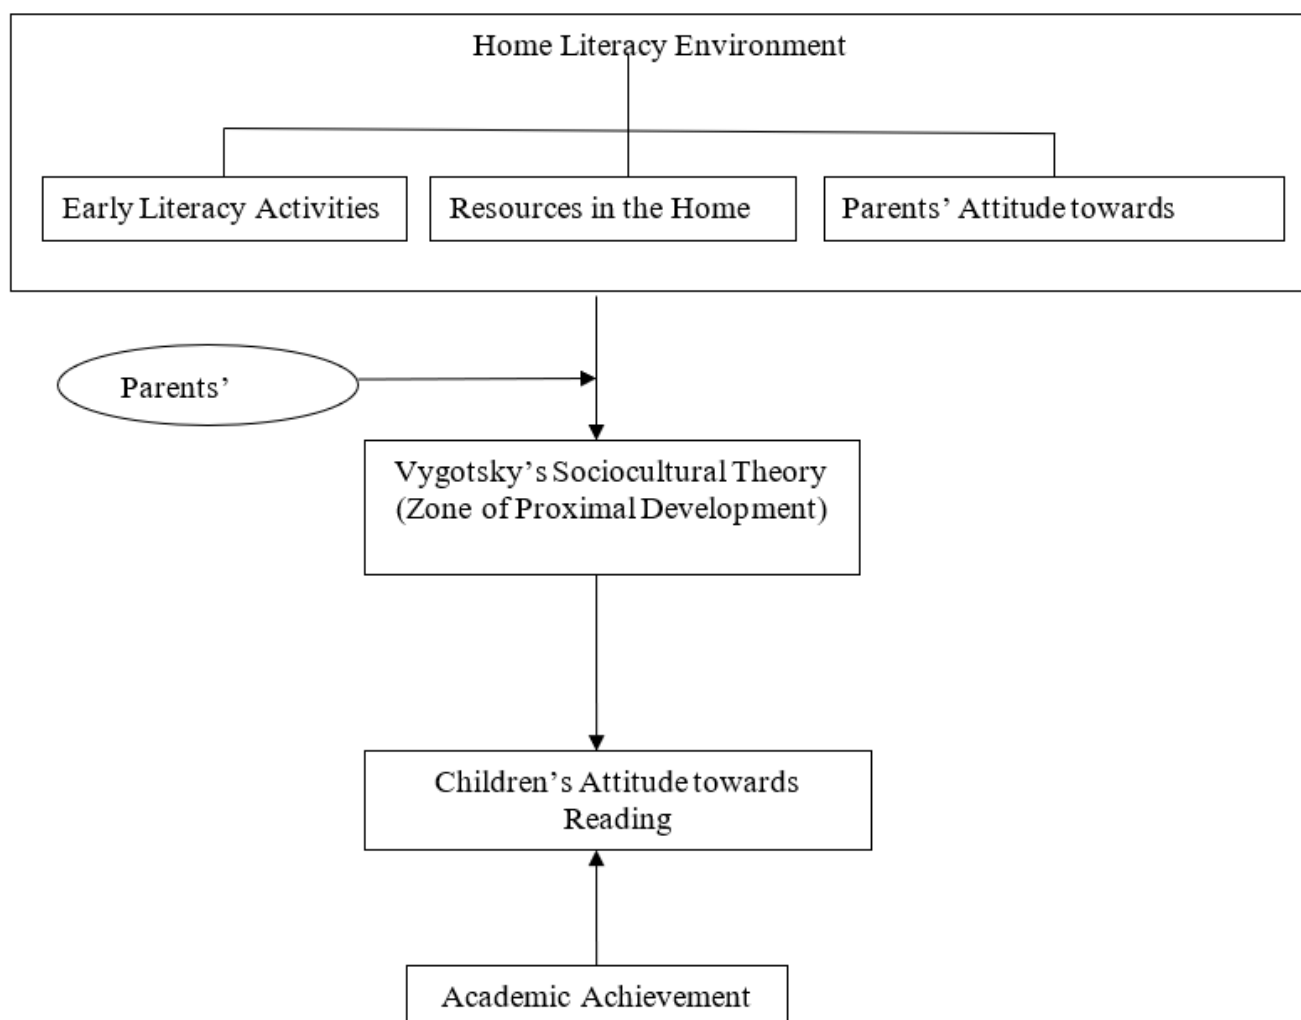 Home Literacy Environment
Early Literacy Activities
Resources in the Home
Parents’ Attitude towards
Parents’
Vygotsky’s Sociocultural Theory
(Zone of Proximal Development)
Children’s Attitude towards
Reading
Academic Achievement